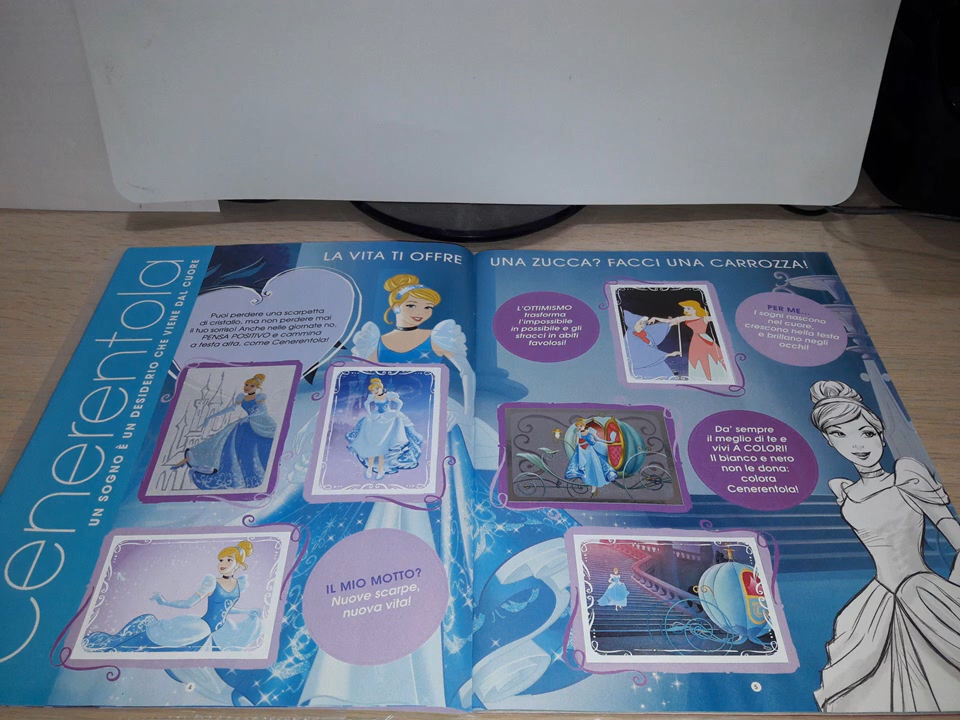 cenerentola
UN SOGNO È UN DESIDERIO CHE VIENE DAL CUORE
LA VITA TI OFFRE UNA ZUCCA? FACCI UNA CARROZZA!
Puoi perdere una scarpetta
di cristallo, ma non perdere mai
il tuo sorriso! Anche nelle giornate no,
PENSA POSITIVO e cammina
a testa alta, come Cenerentola!
IL MIO MOTTO?
Nuove scarpe,
nuova vita!
4
L'OTTIMISMO
trasforma
l'impossibile
in possibile e gli
stracci in abiti
favolosi!
PER ME...
I sogni nascono
nel cuore,
crescono nella testa
e brillano negli
occhi!
Da' sempre
il meglio di te e
vivi A COLORI!
Il bianco e nero
non le dona:
colora
Cenerentola!
5